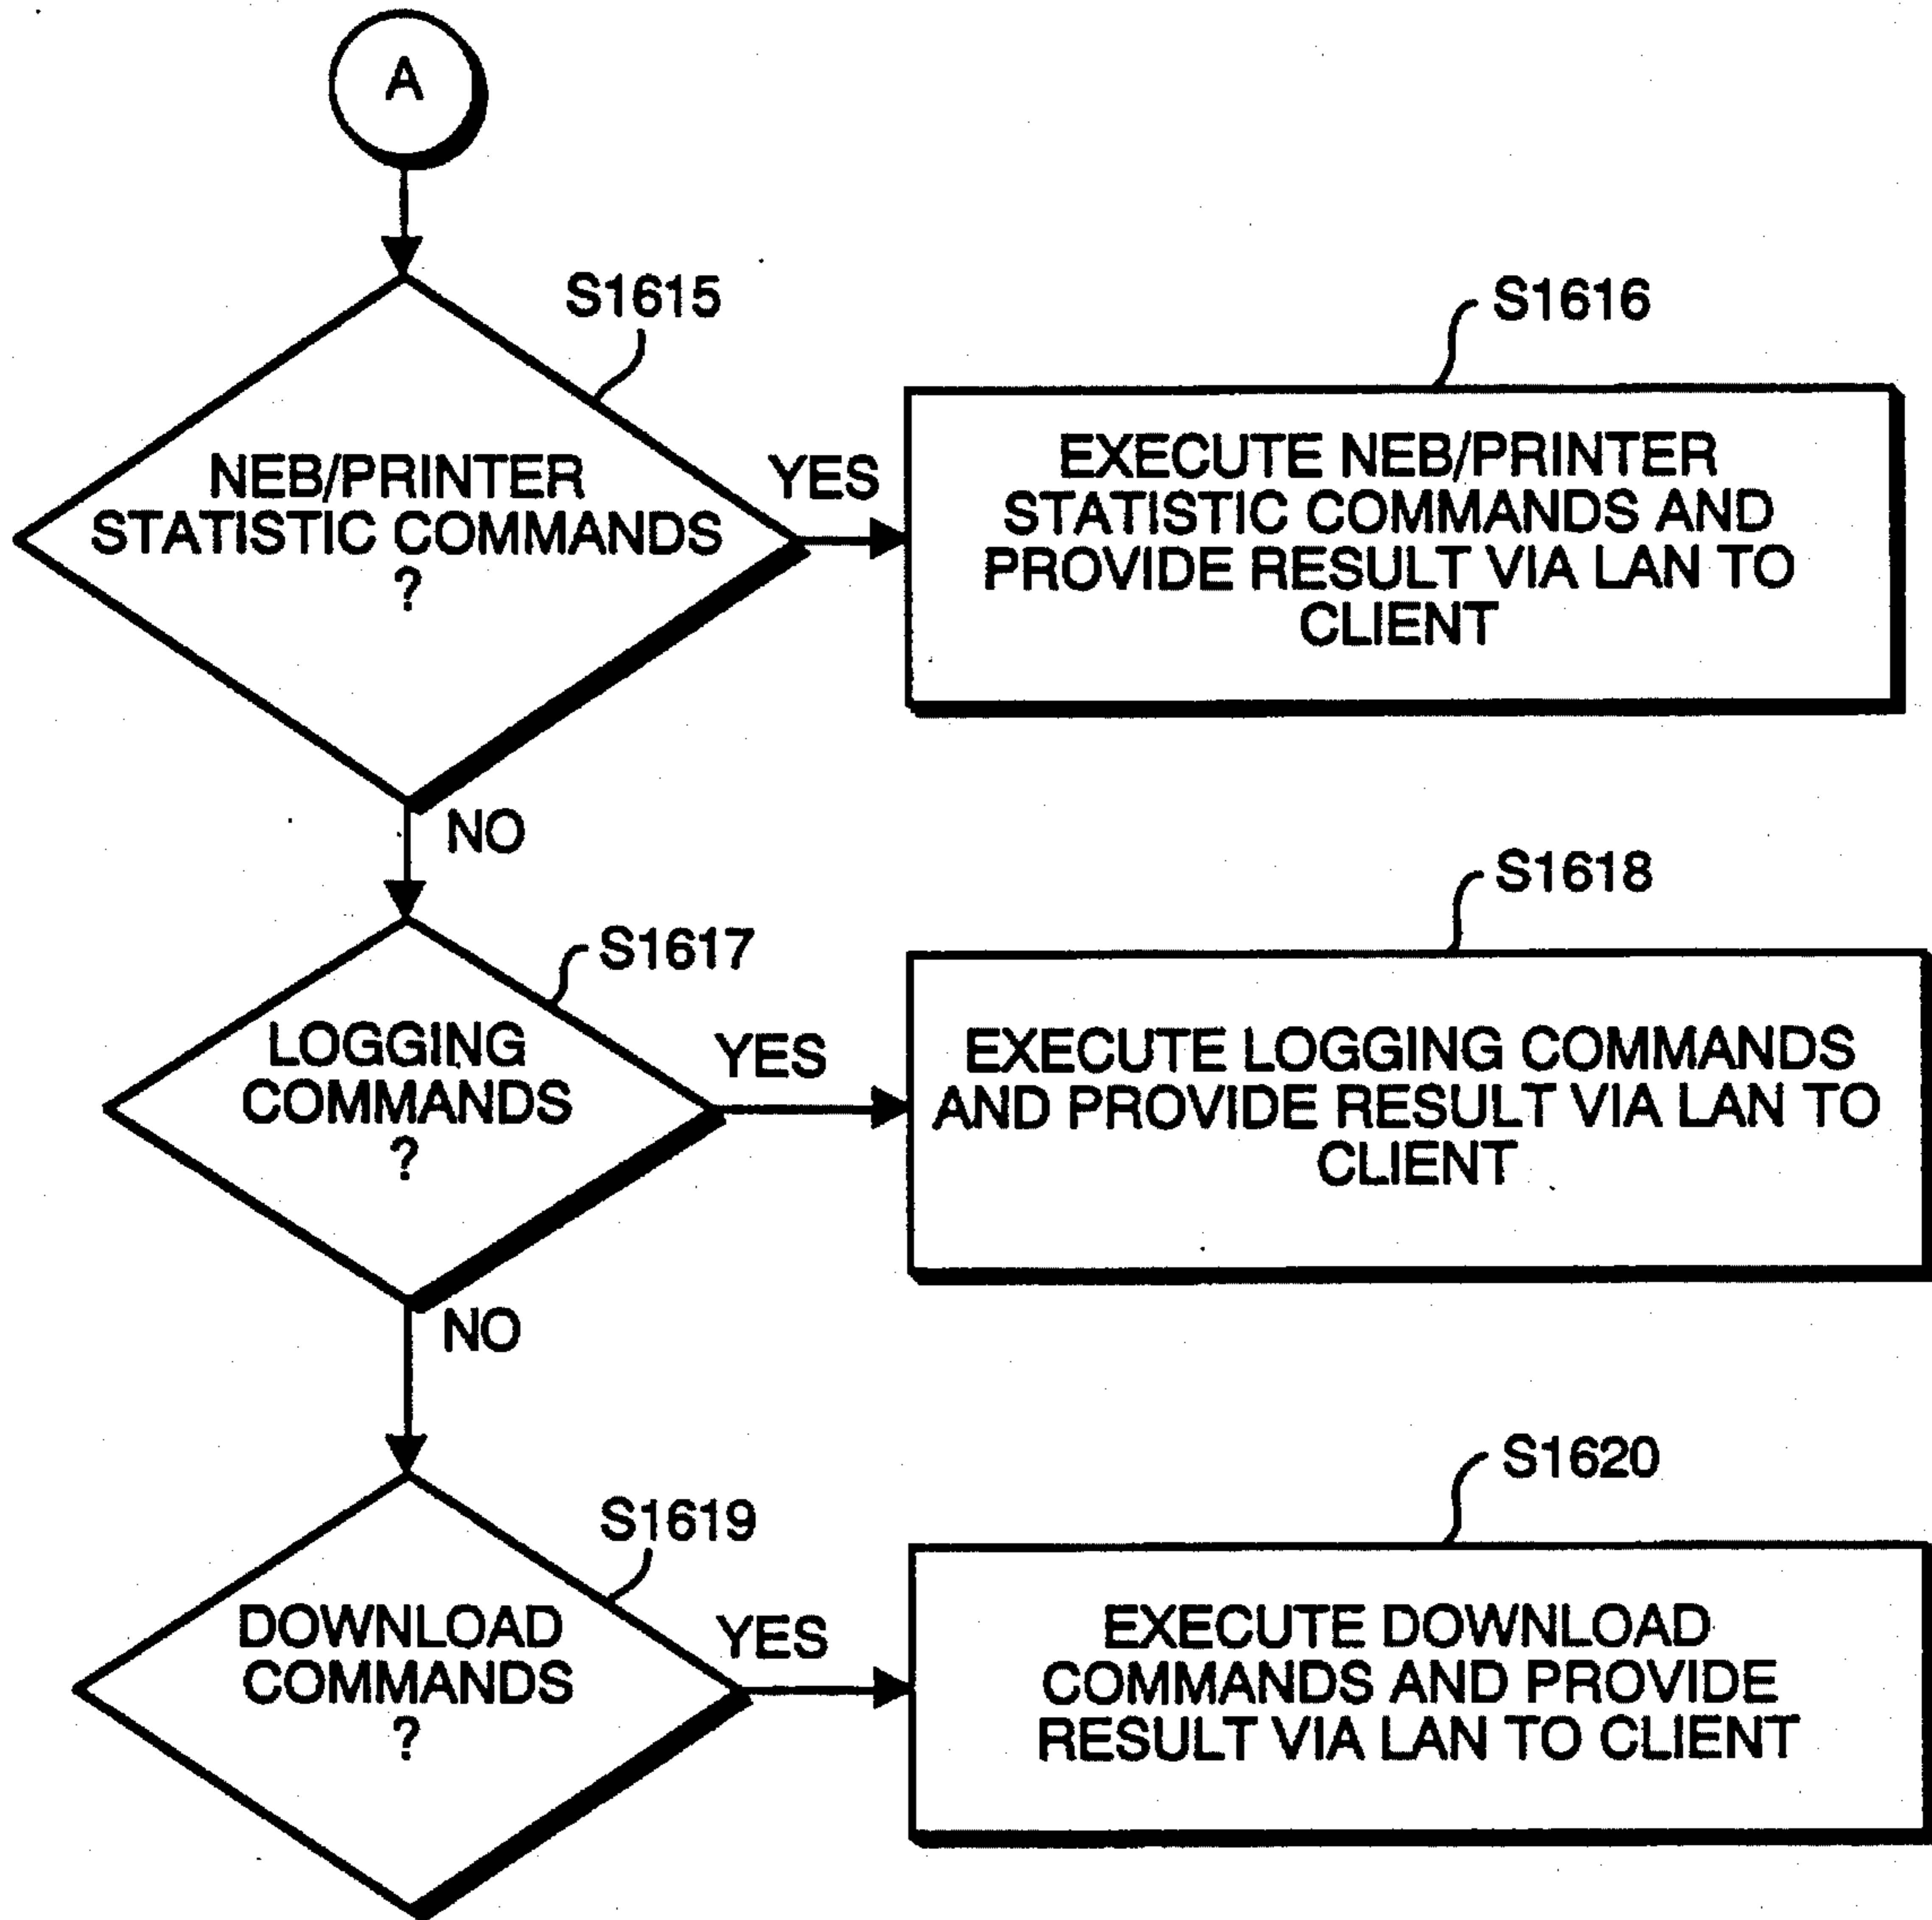 A
S1615
S1616
NEB/PRINTER
STATISTIC COMMANDS
?
YES
EXECUTE NEB/PRINTER
STATISTIC COMMANDS AND
PROVIDE RESULT VIA LAN TO
CLIENT
NO
S1617
S1618
LOGGING
COMMANDS
?
YES
EXECUTE LOGGING COMMANDS
AND PROVIDE RESULT VIA LAN TO
CLIENT
NO
S1619
S1620
DOWNLOAD
COMMANDS
?
YES
EXECUTE DOWNLOAD
COMMANDS AND PROVIDE
RESULT VIA LAN TO CLIENT